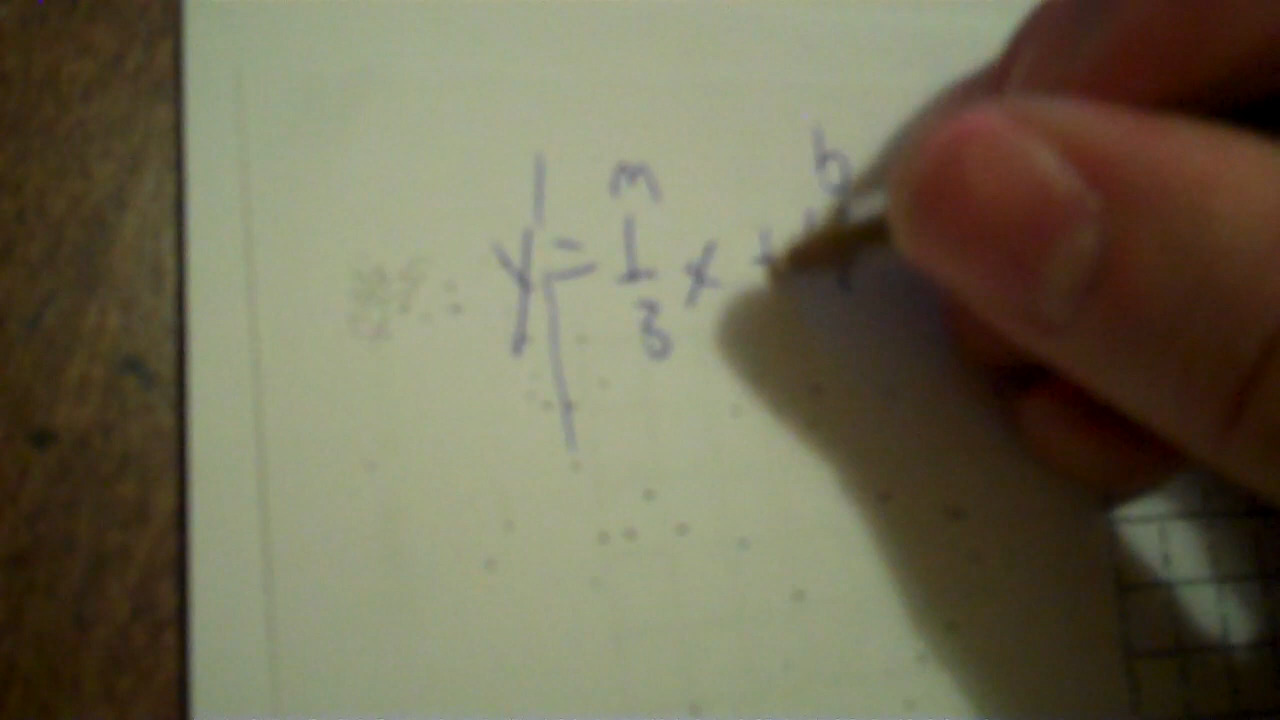 m b
y = 1/3 x +